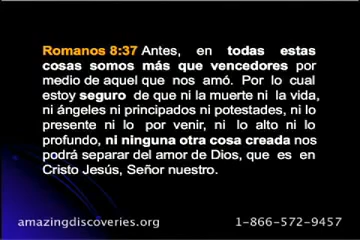 Romanos 8:37 Antes, en todas estas
cosas somos más que vencedores por
medio de aquel que nos amó. Por lo cual
estoy seguro de que ni la muerte ni la vida,
ni ángeles ni principados ni potestades, ni lo
presente ni lo por venir, ni lo alto ni lo
profundo, ni ninguna otra cosa creada nos
podrá separar del amor de Dios, que es en
Cristo Jesús, Señor nuestro.
amazingdiscoveries.org 1-866-572-9457